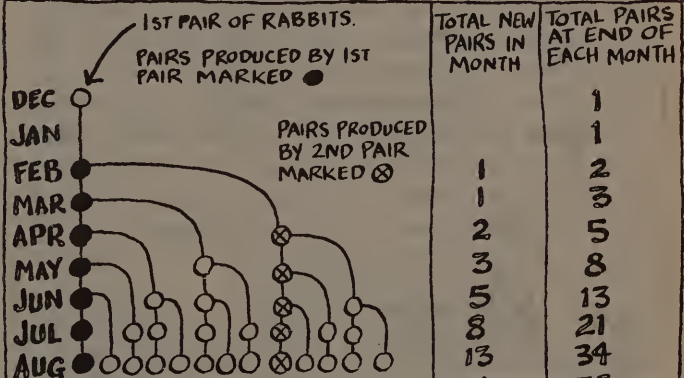 1ST PAIR OF RABBITS.
PAIRS PRODUCED BY 1ST
PAIR MARKED
PAIRS PRODUCED
BY 2ND PAIR
MARKED ⊗
TOTAL NEW
PAIRS IN
MONTH
TOTAL PAIRS
AT END OF
EACH MONTH
DEC 1
JAN 1
FEB 1 2
MAR 1 3
APR 2 5
MAY 3 8
JUN 5 13
JUL 8 21
AUG 13 34